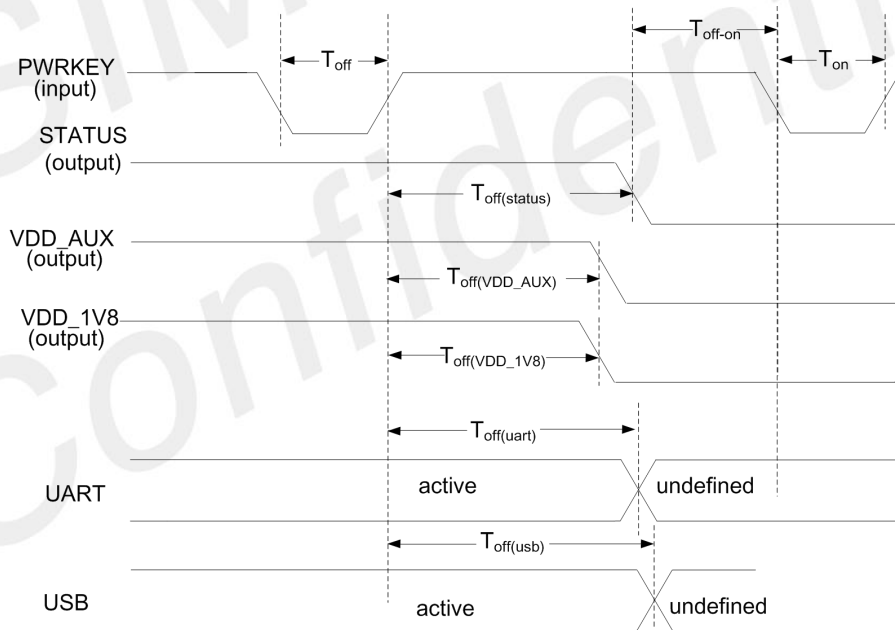 Toff-on
Toff
Ton
PWRKEY
(input)
STATUS
(output)
Toff(status)
VDD_AUX
(output)
Toff(VDD_AUX)
VDD_1V8
(output)
Toff(VDD_1V8)
Toff(uart)
UART
active
undefined
Toff(usb)
USB
active
undefined
Confidenti